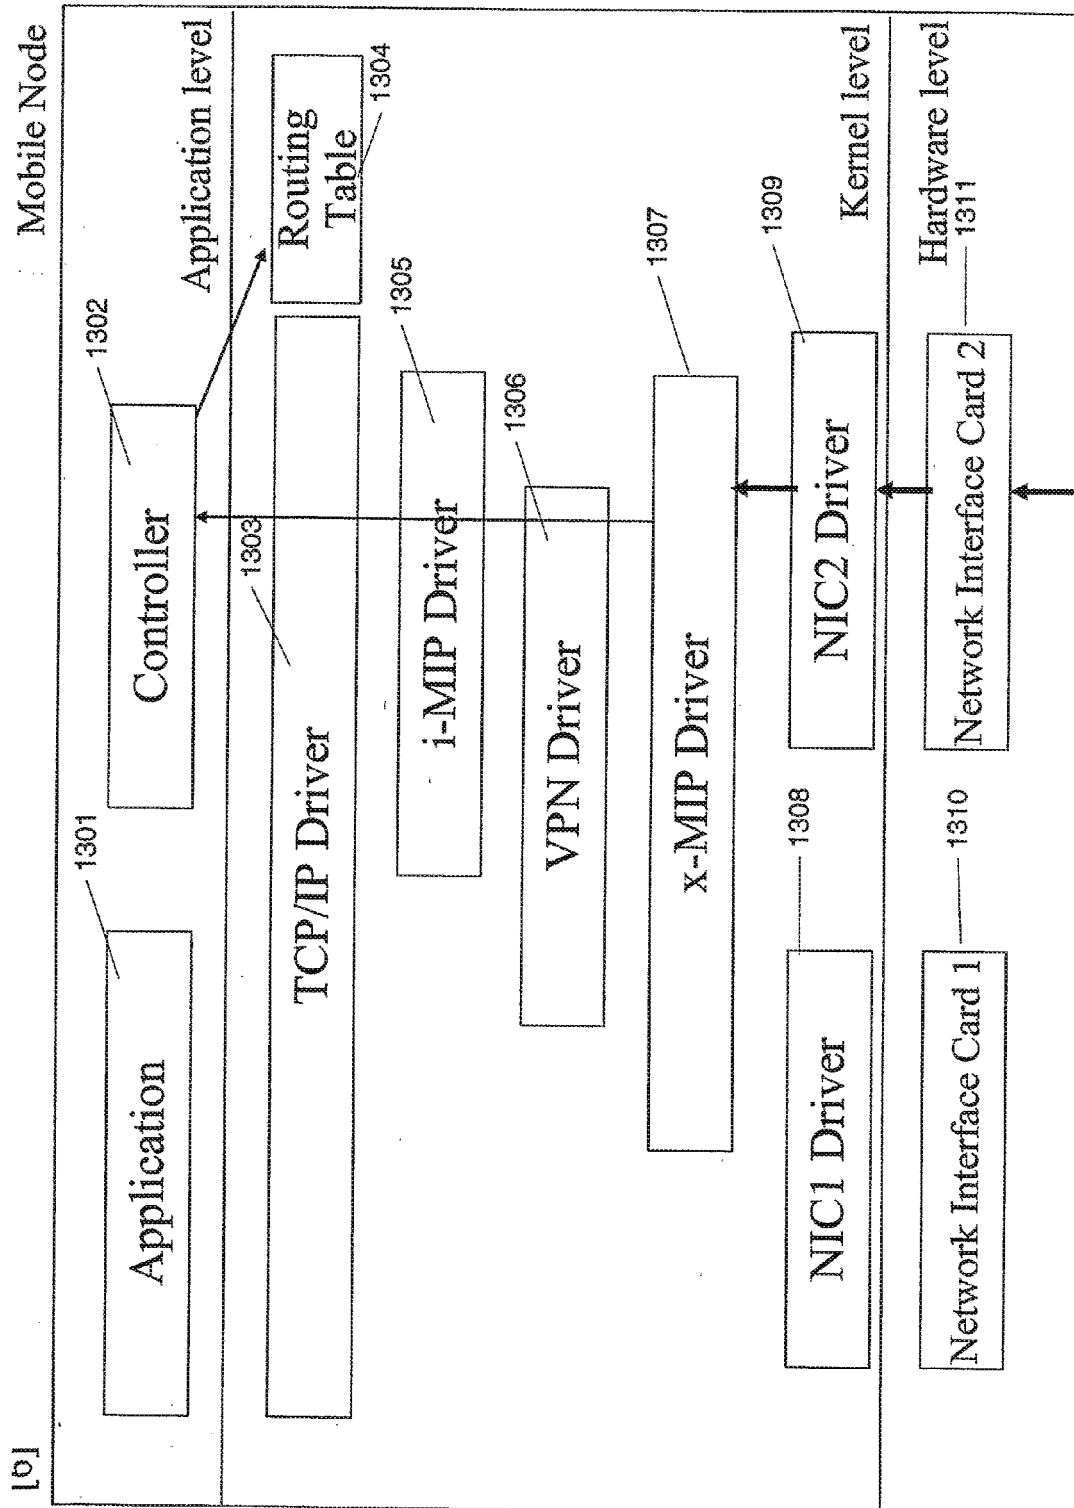 [b]
Mobile Node
1301
1302
Application
Controller
Application level
1303
TCP/IP Driver
Routing
Table
1304
1305
i-MIP Driver
1306
VPN Driver
1307
x-MIP Driver
1308
1309
NIC1 Driver
NIC2 Driver
Kernel level
Hardware level
1310
1311
Network Interface Card 1
Network Interface Card 2